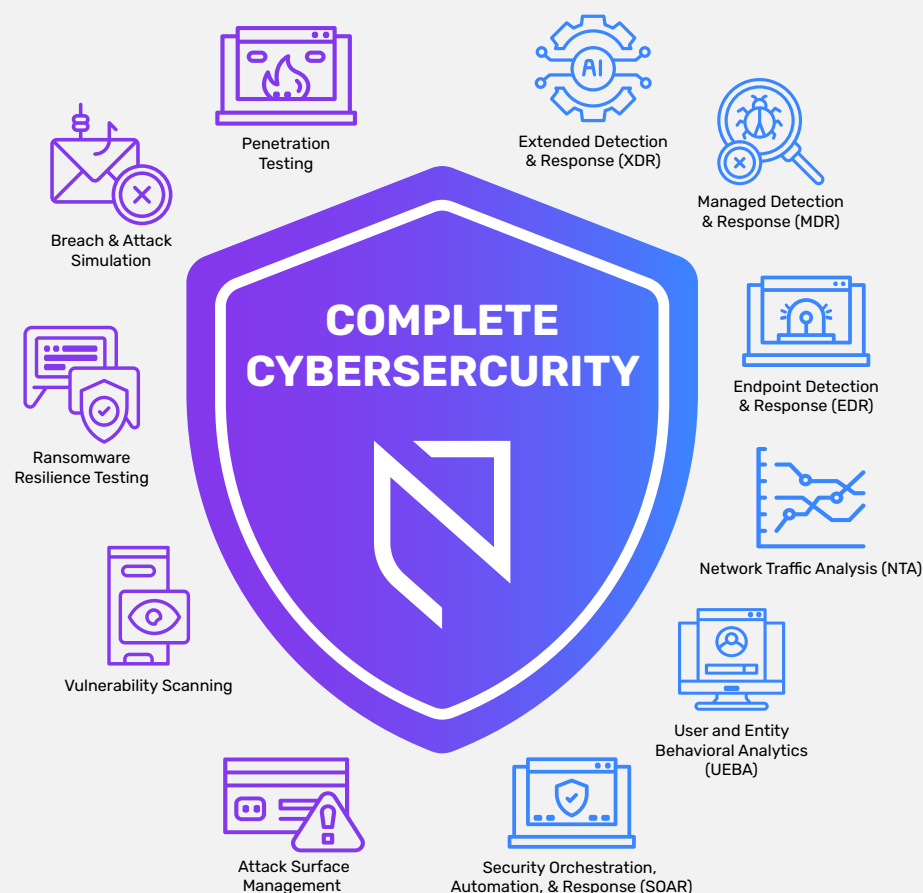 Penetration
Testing
Extended Detection
& Response (XDR)
AI
Managed Detection
& Response (MDR)
Breach & Attack
Simulation
COMPLETE
CYBERSERCURITY
Endpoint Detection
& Response (EDR)
Ransomware
Resilience Testing
Network Traffic Analysis (NTA)
Vulnerability Scanning
User and Entity
Behavioral Analytics
(UEBA)
Attack Surface
Management
Security Orchestration,
Automation, & Response (SOAR)